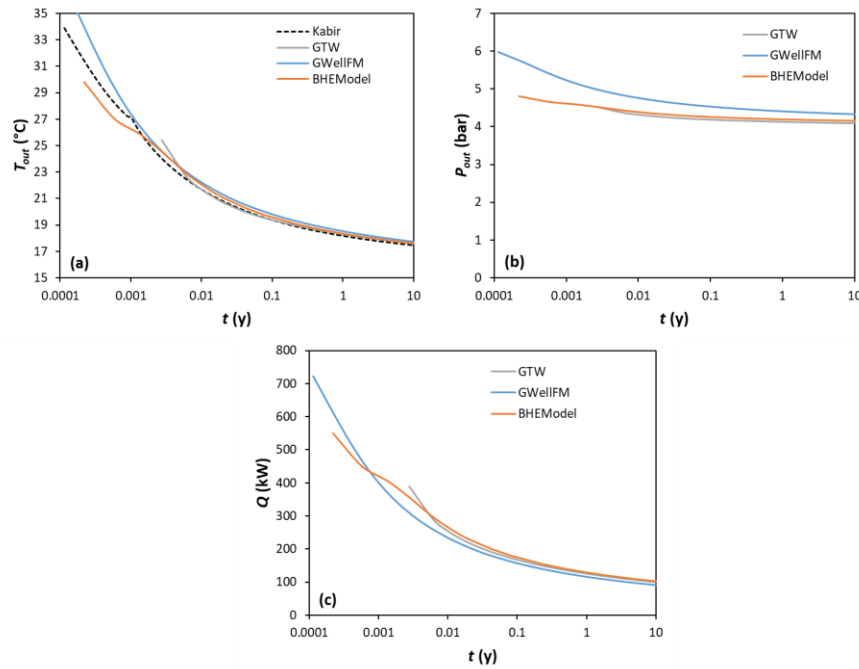 35
33
31
29
27
25
23
21
19
17
15
T_out (°C)
Kabir
GTW
GWellFM
BHEModel
(a)
0.0001 0.001 0.01 0.1 1 10
t (y)
7
6
5
4
3
2
1
0
P_out (bar)
GTW
GWellFM
BHEModel
(b)
0.0001 0.001 0.01 0.1 1 10
t (y)
800
700
600
500
400
300
200
100
0
Q (kW)
GTW
GWellFM
BHEModel
(c)
0.0001 0.001 0.01 0.1 1 10
t (y)